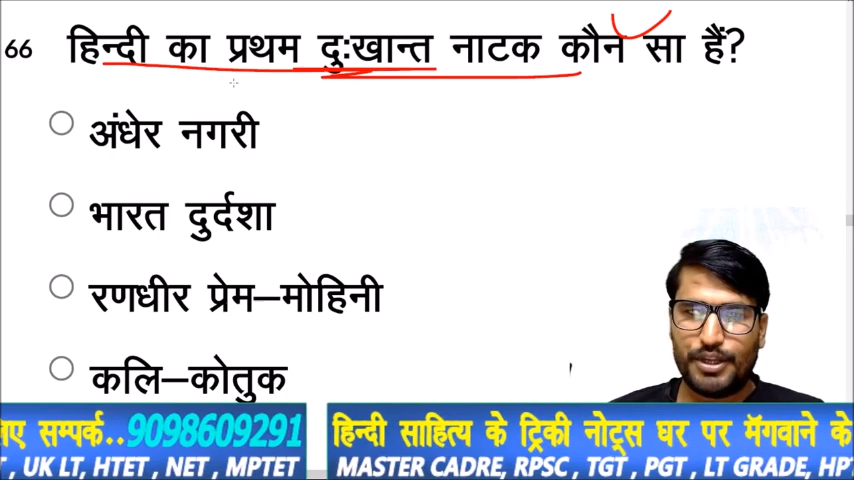 66 हिन्दी का प्रथम दुःखान्त नाटक कौन सा हैं?
अंधेर नगरी
भारत दुर्दशा
रणधीर प्रेम–मोहिनी
कलि–कोतुक
लिए सम्पर्क..9098609291
, UK LT, HTET , NET , MPTET
हिन्दी साहित्य के ट्रिकी नोट्स घर पर मॅगवाने के
MASTER CADRE, RPSC , TGT , PGT , LT GRADE, HPT